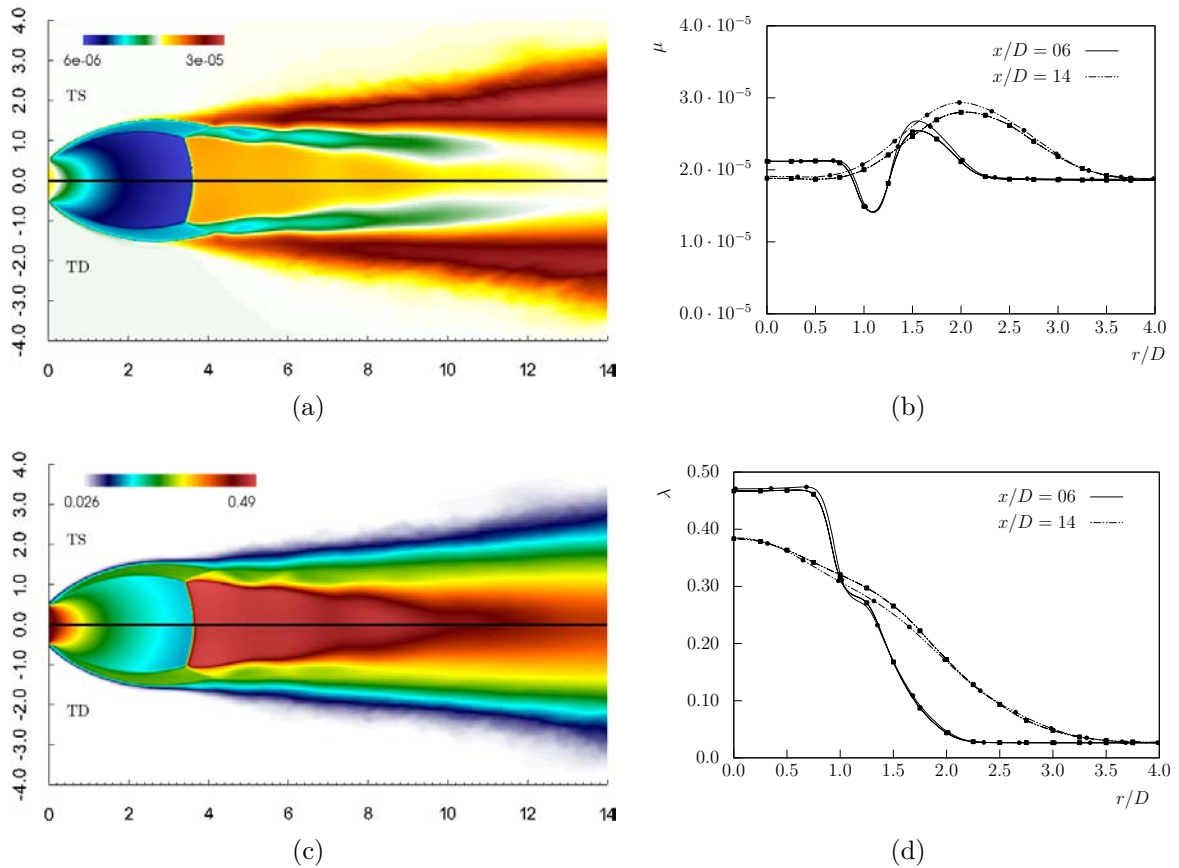 4.0
3.0
2.0
1.0
0.0
-1.0
-2.0
-3.0
-4.0
6e-06 3e-05
TS
TD
0 2 4 6 8 10 12 14
(a)
μ
4.0 · 10⁻⁵
3.0 · 10⁻⁵
2.0 · 10⁻⁵
1.0 · 10⁻⁵
0.0 · 10⁻⁵
x/D = 06
x/D = 14
0.0 0.5 1.0 1.5 2.0 2.5 3.0 3.5 4.0
r/D
(b)
4.0
3.0
2.0
1.0
0.0
-1.0
-2.0
-3.0
-4.0
0.026 0.49
TS
TD
0 2 4 6 8 10 12 14
(c)
λ
0.50
0.40
0.30
0.20
0.10
0.0
x/D = 06
x/D = 14
0.0 0.5 1.0 1.5 2.0 2.5 3.0 3.5 4.0
r/D
(d)